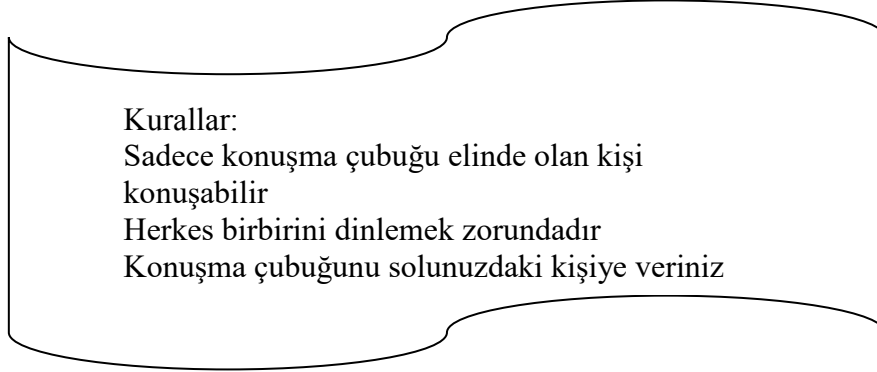 Kurallar:
Sadece konuşma çubuğu elinde olan kişi
konuşabilir
Herkes birbirini dinlemek zorundadır
Konuşma çubuğunu solunuzdaki kişiye veriniz